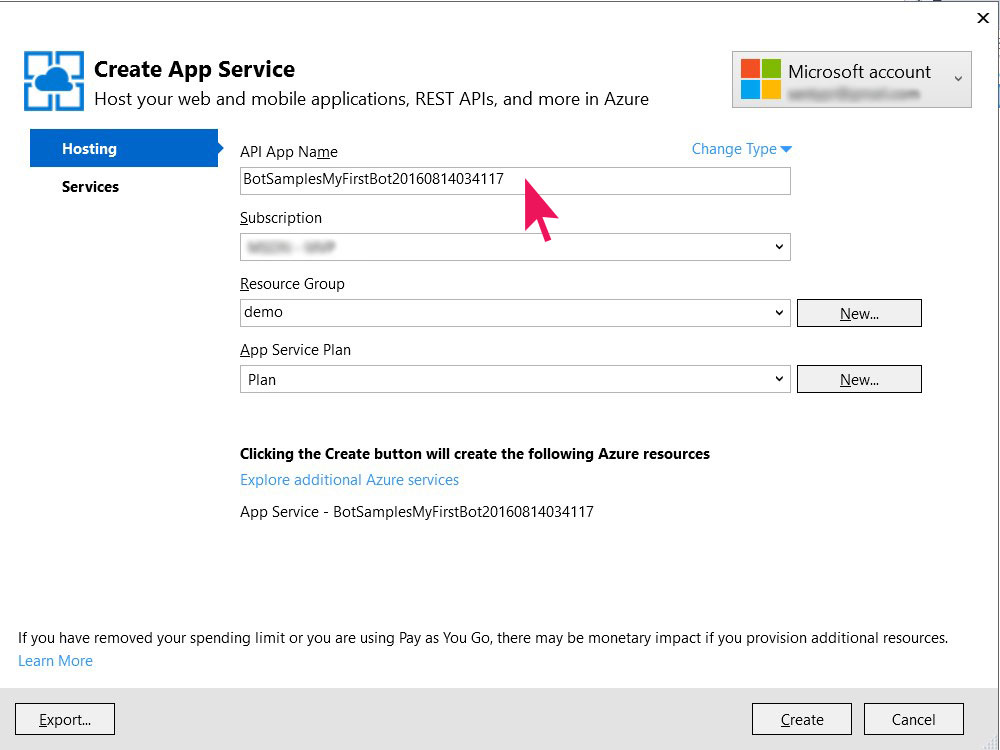 Create App Service
Host your web and mobile applications, REST APIs, and more in Azure
Microsoft account
Hosting
Services
API App Name
Change Type
BotSamplesMyFirstBot20160814034117
Subscription
Resource Group
demo
New...
App Service Plan
Plan
New...
Clicking the Create button will create the following Azure resources
Explore additional Azure services
App Service - BotSamplesMyFirstBot20160814034117
If you have removed your spending limit or you are using Pay as You Go, there may be monetary impact if you provision additional resources.
Learn More
Export...
Create
Cancel